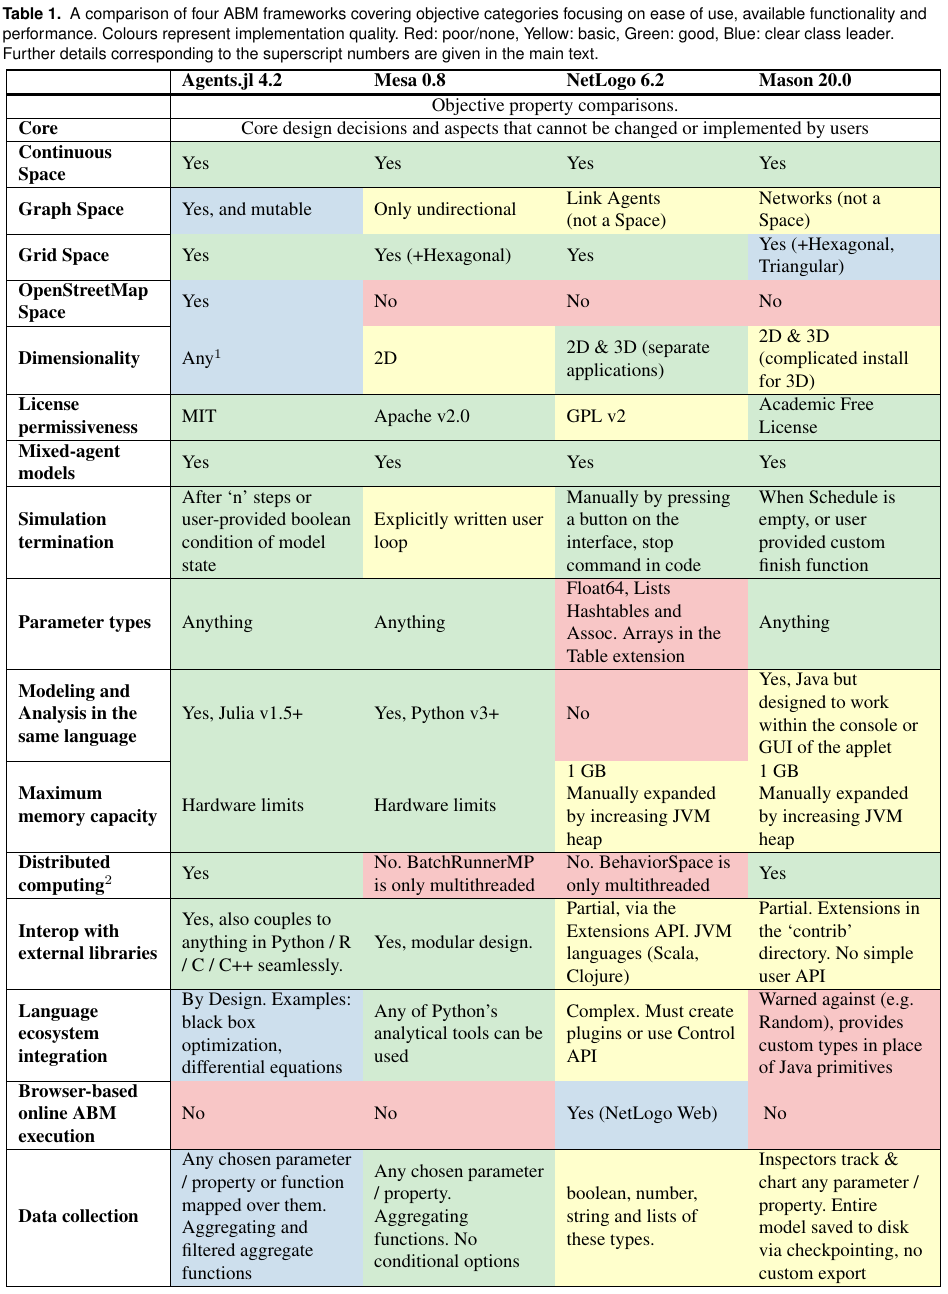 Table 1. A comparison of four ABM frameworks covering objective categories focusing on ease of use, available functionality and
performance. Colours represent implementation quality. Red: poor/none, Yellow: basic, Green: good, Blue: clear class leader.
Further details corresponding to the superscript numbers are given in the main text.
Agents.jl 4.2 Mesa 0.8 NetLogo 6.2 Mason 20.0
Objective property comparisons.
Core Core design decisions and aspects that cannot be changed or implemented by users
Continuous
Space
Yes
Yes
Yes
Yes
Graph Space
Yes, and mutable
Only undirectional
Link Agents
(not a Space)
Networks (not a
Space)
Grid Space
Yes
Yes (+Hexagonal)
Yes
Yes (+Hexagonal,
Triangular)
OpenStreetMap
Space
Yes
No
No
No
Dimensionality
Any¹
2D
2D & 3D (separate
applications)
2D & 3D
(complicated install
for 3D)
License
permissiveness
MIT
Apache v2.0
GPL v2
Academic Free
License
Mixed-agent
models
Yes
Yes
Yes
Yes
Simulation
termination
After ‘n’ steps or
user-provided boolean
condition of model
state
Explicitly written user
loop
Manually by pressing
a button on the
interface, stop
command in code
When Schedule is
empty, or user
provided custom
finish function
Parameter types
Anything
Anything
Float64, Lists
Hashtables and
Assoc. Arrays in the
Table extension
Anything
Modeling and
Analysis in the
same language
Yes, Julia v1.5+
Yes, Python v3+
No
Yes, Java but
designed to work
within the console or
GUI of the applet
Maximum
memory capacity
Hardware limits
Hardware limits
1 GB
Manually expanded
by increasing JVM
heap
1 GB
Manually expanded
by increasing JVM
heap
Distributed
computing²
Yes
No. BatchRunnerMP
is only multithreaded
No. BehaviorSpace is
only multithreaded
Yes
Interop with
external libraries
Yes, also couples to
anything in Python / R
/ C / C++ seamlessly.
Yes, modular design.
Partial, via the
Extensions API. JVM
languages (Scala,
Clojure)
Partial. Extensions in
the ‘contrib’
directory. No simple
user API
Language
ecosystem
integration
By Design. Examples:
black box
optimization,
differential equations
Any of Python’s
analytical tools can be
used
Complex. Must create
plugins or use Control
API
Warned against (e.g.
Random), provides
custom types in place
of Java primitives
Browser-based
online ABM
execution
No
No
Yes (NetLogo Web)
No
Data collection
Any chosen parameter
/ property or function
mapped over them.
Aggregating and
filtered aggregate
functions
Any chosen parameter
/ property.
Aggregating
functions. No
conditional options
boolean, number,
string and lists of
these types.
Inspectors track &
chart any parameter /
property. Entire
model saved to disk
via checkpointing, no
custom export